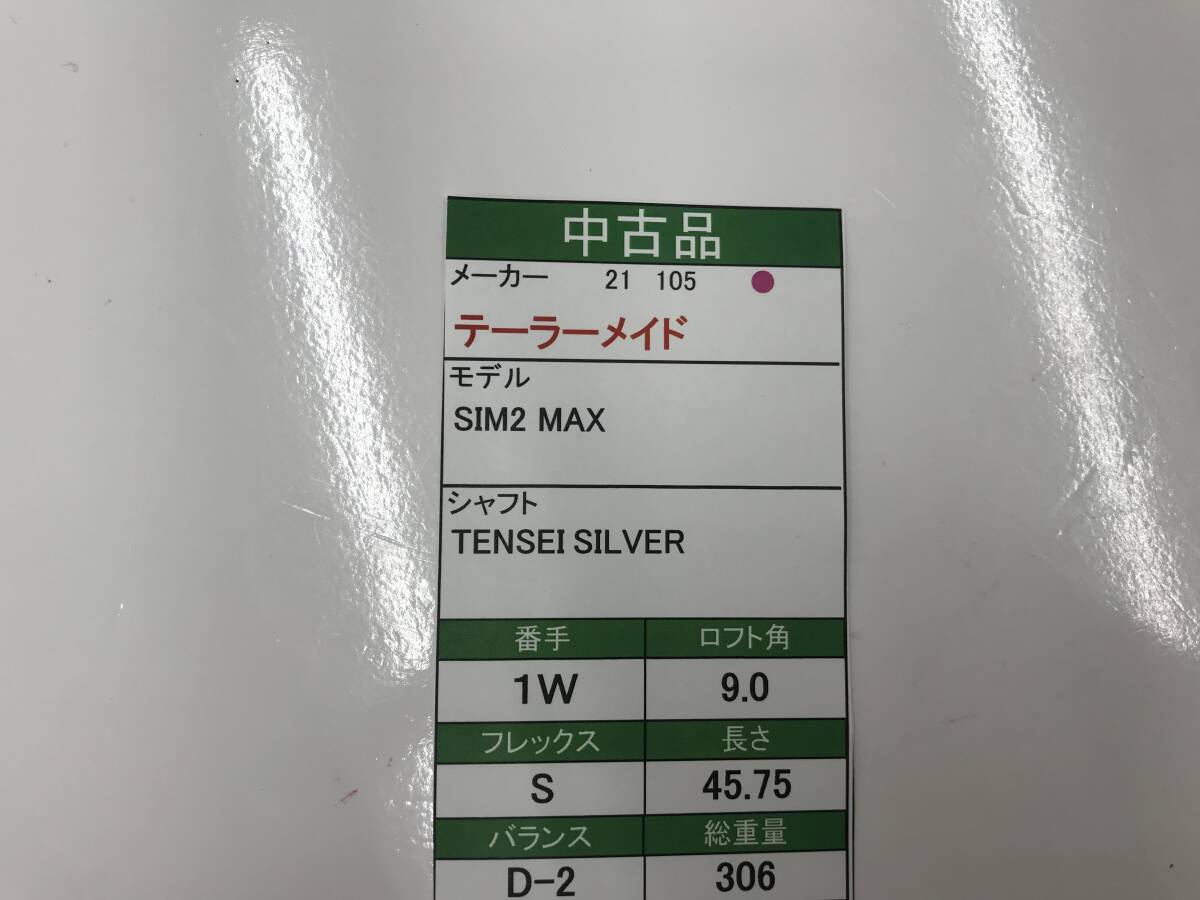 中古品
メーカー 21 105
テーラーメイド
モデル
SIM2 MAX
シャフト
TENSEI SILVER
番手 ロフト角
1W 9.0
フレックス 長さ
S 45.75
バランス 総重量
D-2 306